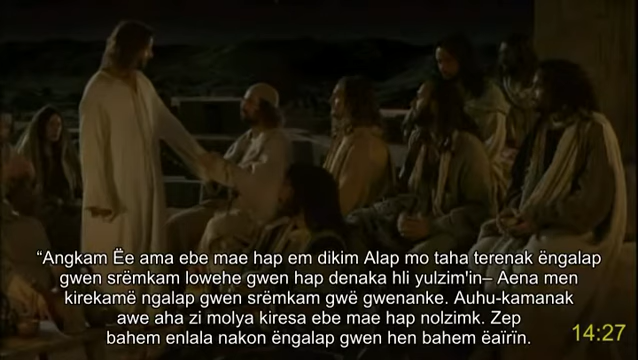 “Angkam Ëe ama ebe mae hap em dikim Alap mo taha terenak ëngalap
gwen srëmkam lowehe gwen hap denaka hli yulzim'in– Aena men
kirekamë ngalap gwen srëmkam gwë gwenanke. Auhu-kamanak
awe aha zi molya kiresa ebe mae hap nolzimk. Zep
bahem enlala nakon ëngalap gwen hen bahem ëaïrïn.
14:27